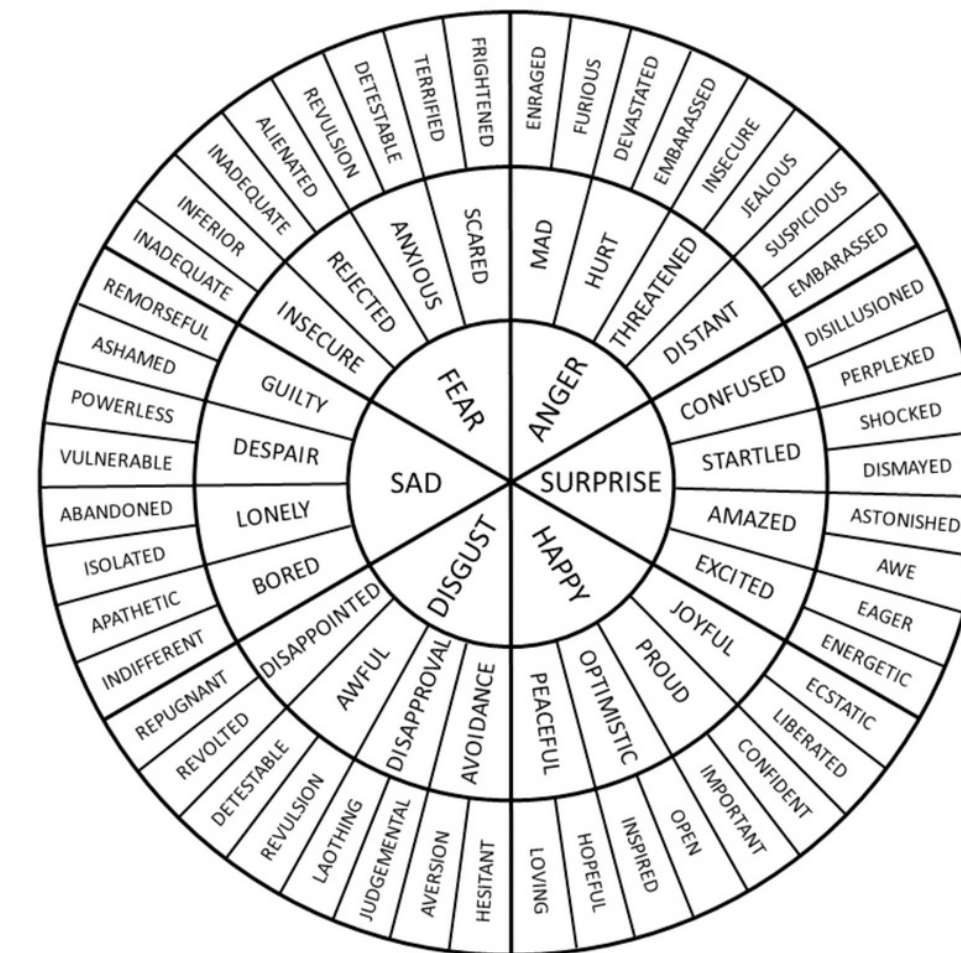 FEAR
ANGER
SURPRISE
HAPPY
DISGUST
SAD
MAD
HURT
THREATENED
DISTANT
CONFUSED
STARTLED
AMAZED
EXCITED
JOYFUL
PROUD
OPTIMISTIC
PEACEFUL
AVOIDANCE
DISAPPROVAL
AWFUL
DISAPPOINTED
BORED
LONELY
DESPAIR
GUILTY
INSECURE
REJECTED
ANXIOUS
SCARED
ENRAGED
FURIOUS
DEVASTATED
EMBARASSED
INSECURE
JEALOUS
SUSPICIOUS
EMBARASSED
DISILLUSIONED
PERPLEXED
SHOCKED
DISMAYED
ASTONISHED
AWE
EAGER
ENERGETIC
ECSTATIC
LIBERATED
CONFIDENT
IMPORTANT
OPEN
INSPIRED
HOPEFUL
LOVING
HESITANT
AVERSION
JUDGEMENTAL
LAOTHING
REVULSION
DETESTABLE
REVOLTED
REPUGNANT
INDIFFERENT
APATHETIC
ISOLATED
ABANDONED
VULNERABLE
POWERLESS
ASHAMED
REMORSEFUL
INADEQUATE
INFERIOR
INADEQUATE
ALIENATED
REVULSION
DETESTABLE
TERRIFIED
FRIGHTENED